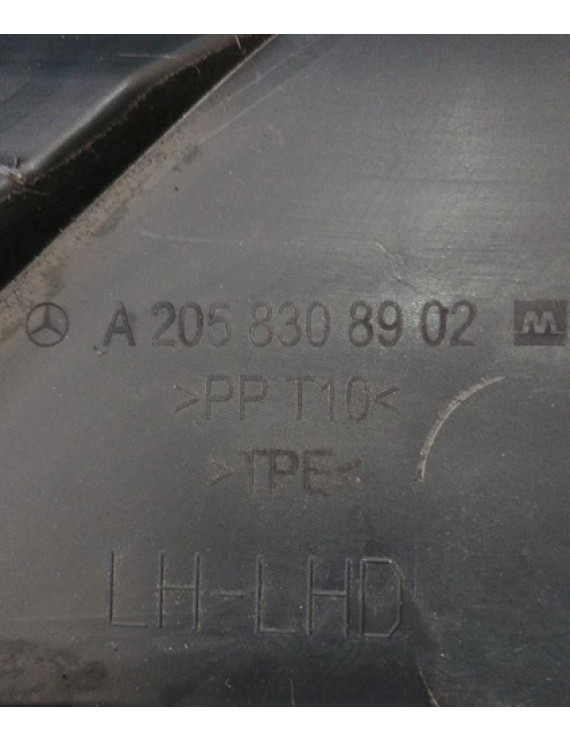 A 205 830 89 02 M
>PP T10<
>TPE<
LH-LHD